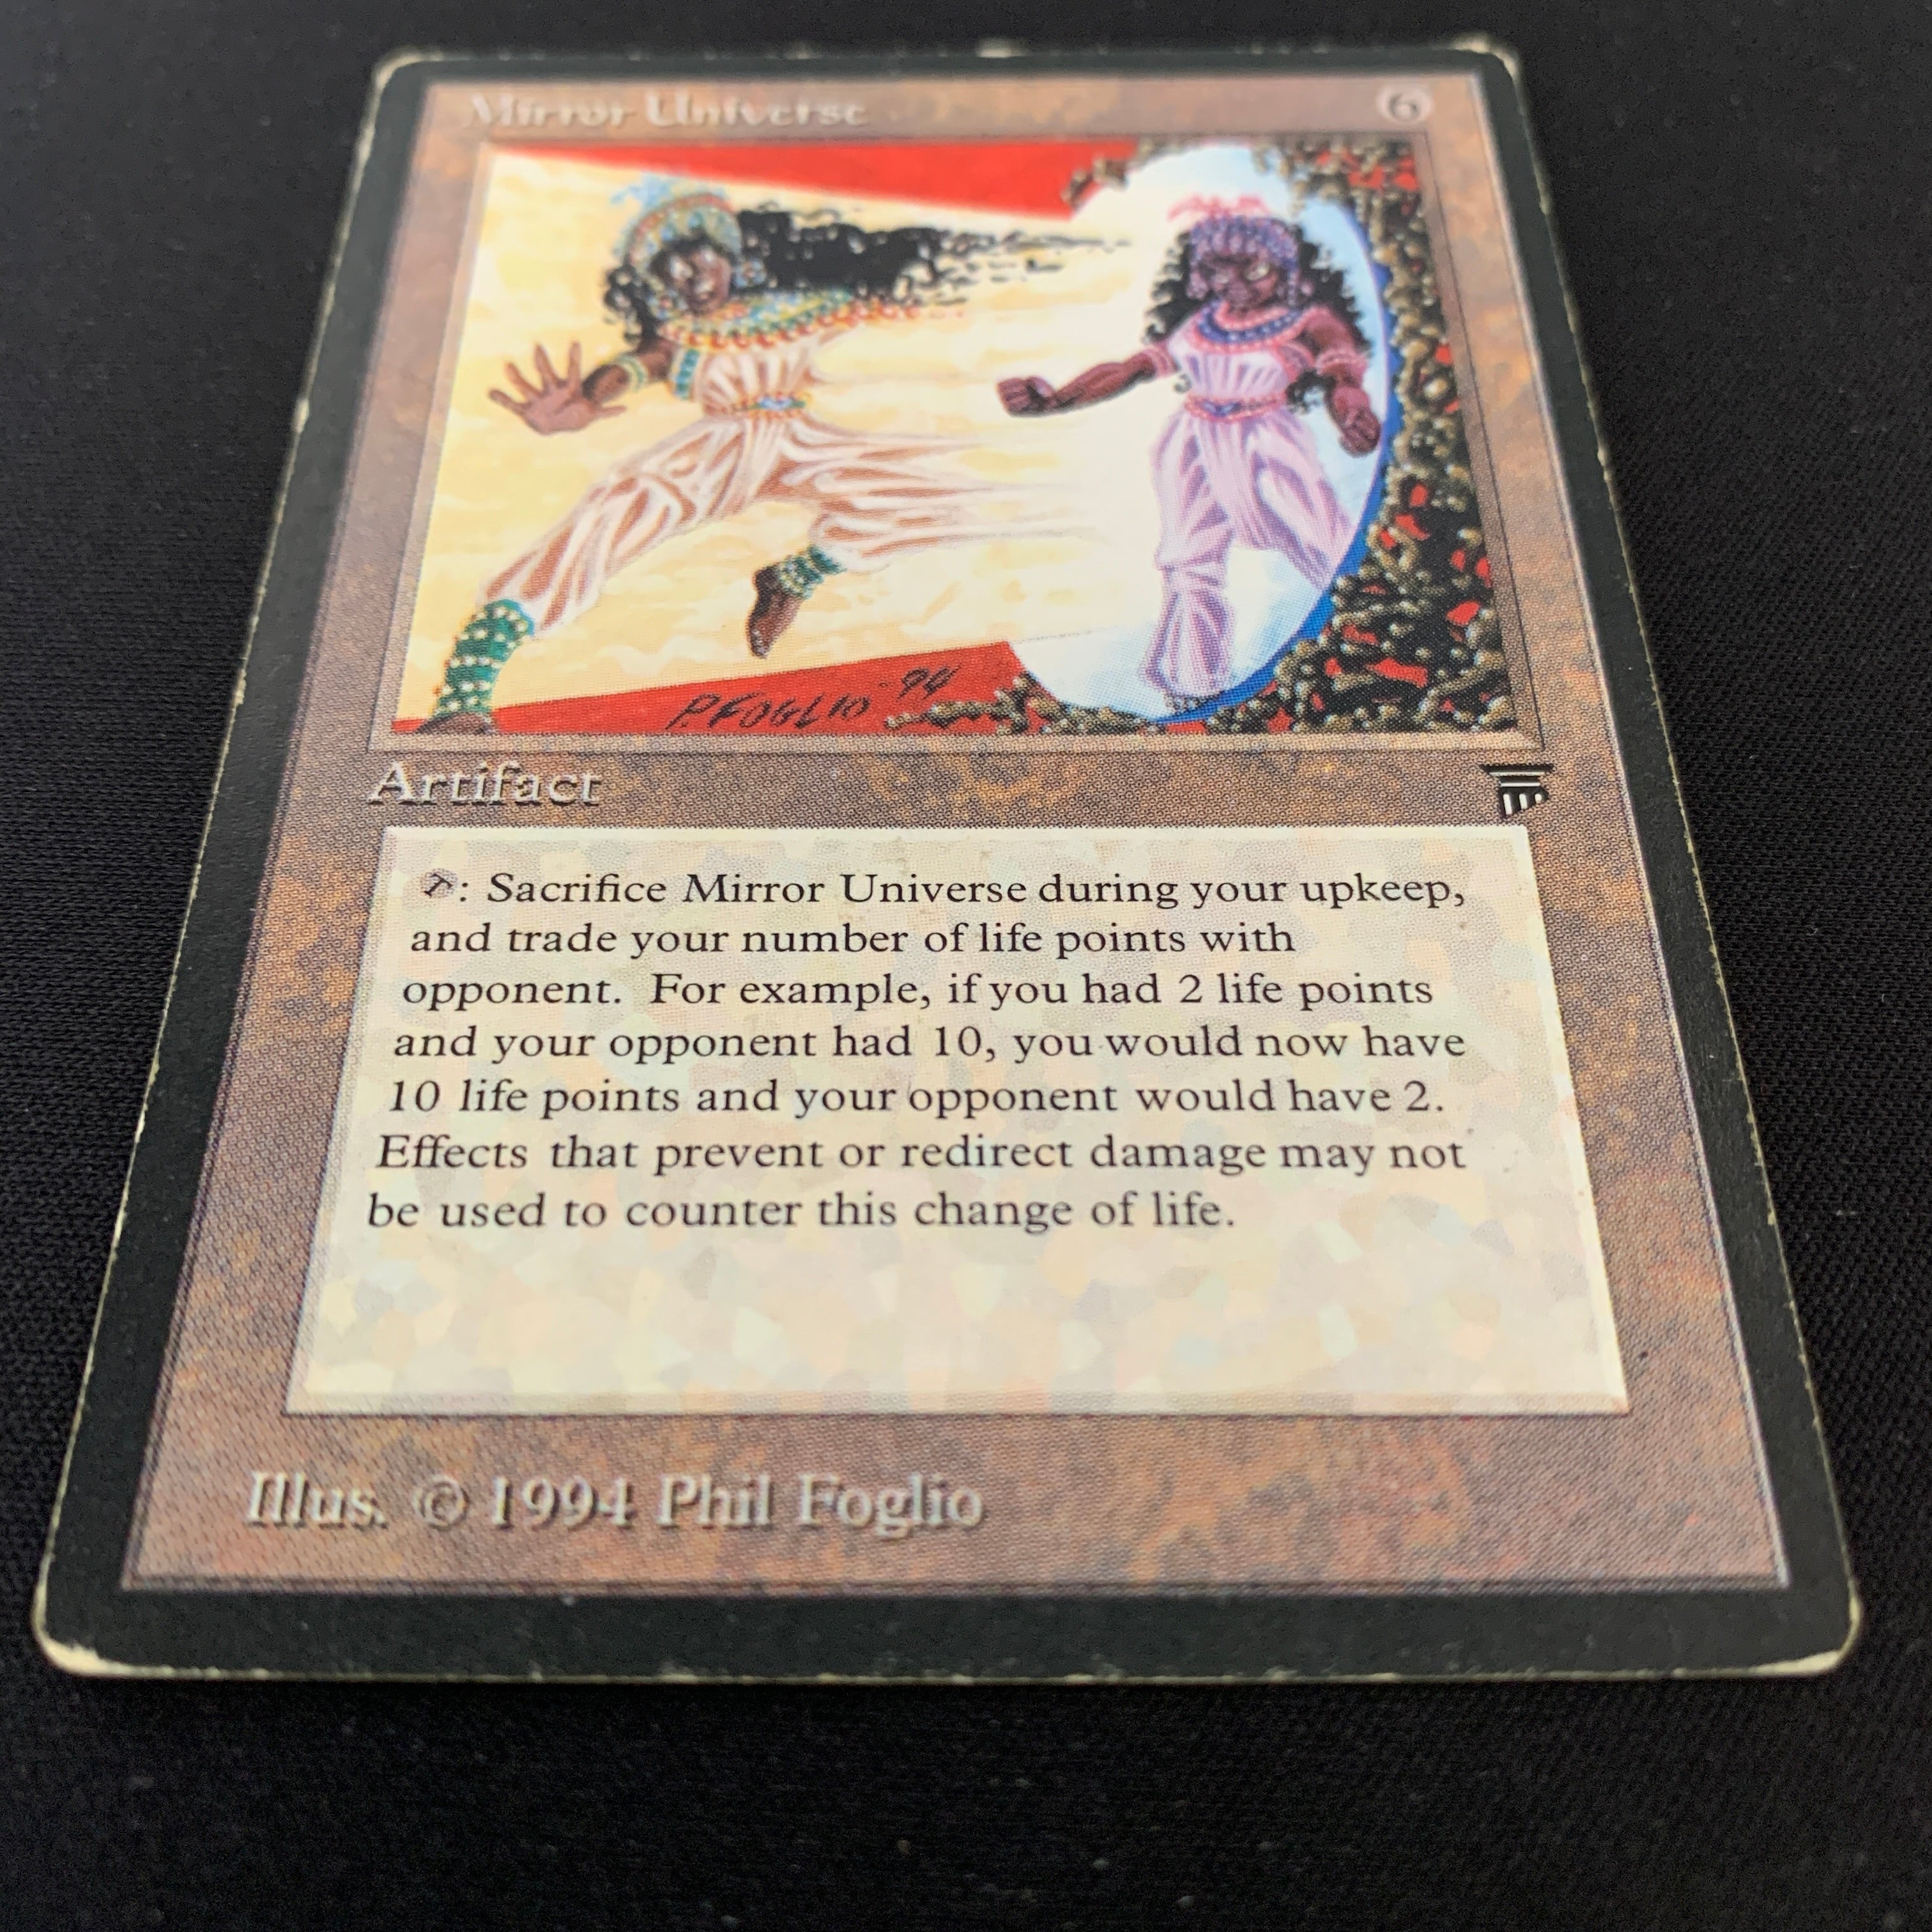 Mirror Universe 6
P. FOGLIO -94
Artifact
T: Sacrifice Mirror Universe during your upkeep,
and trade your number of life points with
opponent. For example, if you had 2 life points
and your opponent had 10, you would now have
10 life points and your opponent would have 2.
Effects that prevent or redirect damage may not
be used to counter this change of life.
Illus. © 1994 Phil Foglio